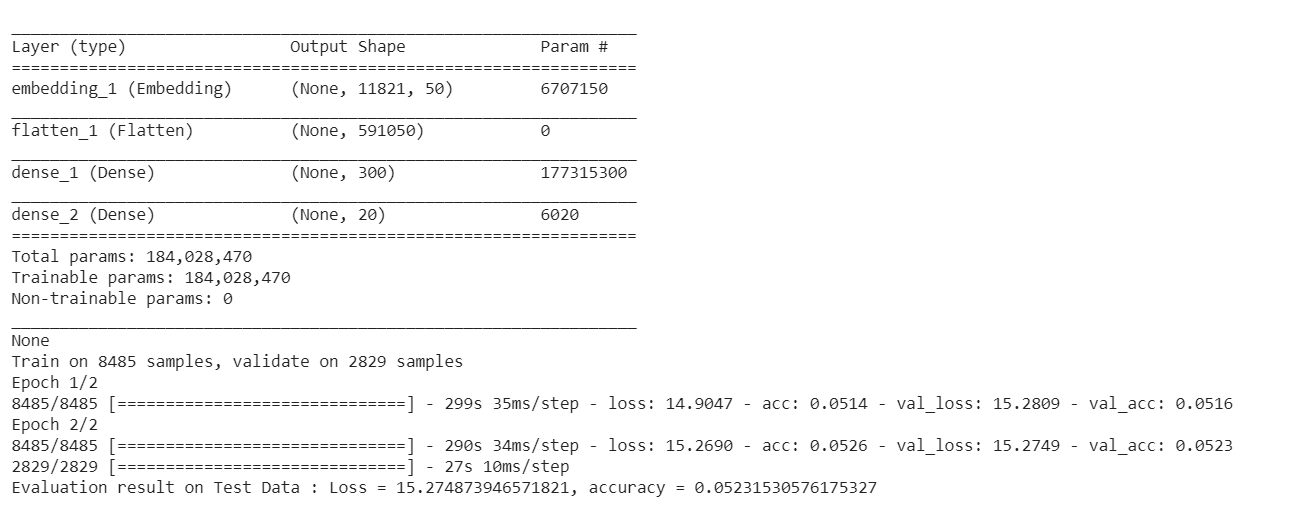 _________________________________________________________________
Layer (type)                 Output Shape              Param #
=================================================================
embedding_1 (Embedding)      (None, 11821, 50)         6707150
_________________________________________________________________
flatten_1 (Flatten)          (None, 591050)            0
_________________________________________________________________
dense_1 (Dense)              (None, 300)               177315300
_________________________________________________________________
dense_2 (Dense)              (None, 20)                6020
=================================================================
Total params: 184,028,470
Trainable params: 184,028,470
Non-trainable params: 0
_________________________________________________________________
None
Train on 8485 samples, validate on 2829 samples
Epoch 1/2
8485/8485 [==============================] - 299s 35ms/step - loss: 14.9047 - acc: 0.0514 - val_loss: 15.2809 - val_acc: 0.0516
Epoch 2/2
8485/8485 [==============================] - 290s 34ms/step - loss: 15.2690 - acc: 0.0526 - val_loss: 15.2749 - val_acc: 0.0523
2829/2829 [==============================] - 27s 10ms/step
Evaluation result on Test Data : Loss = 15.274873946571821, accuracy = 0.05231530576175327